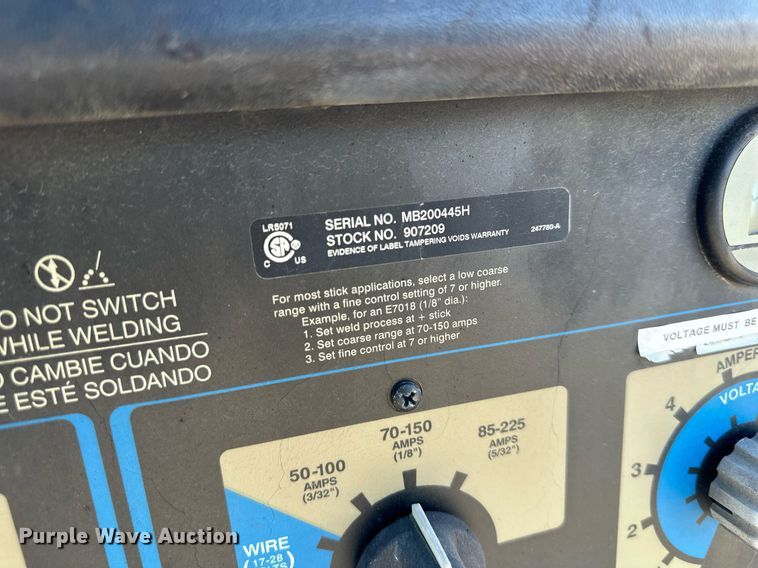 LR5071
SERIAL NO. MB200445H
STOCK NO. 907209
EVIDENCE OF LABEL TAMPERING VOIDS WARRANTY
247780-A
C US
For most stick applications, select a low coarse
range with a fine control setting of 7 or higher.
Example, for an E7018 (1/8" dia.):
1. Set weld process at + stick
2. Set coarse range at 70-150 amps
3. Set fine control at 7 or higher
O NOT SWITCH
WHILE WELDING
O CAMBIE CUANDO
E ESTÉ SOLDANDO
VOLTAGE MUST BE
AMPER
VOLTA
4
3
2
50-100
AMPS
(3/32")
70-150
AMPS
(1/8")
85-225
AMPS
(5/32")
WIRE
(17-28
Purple Wave Auction